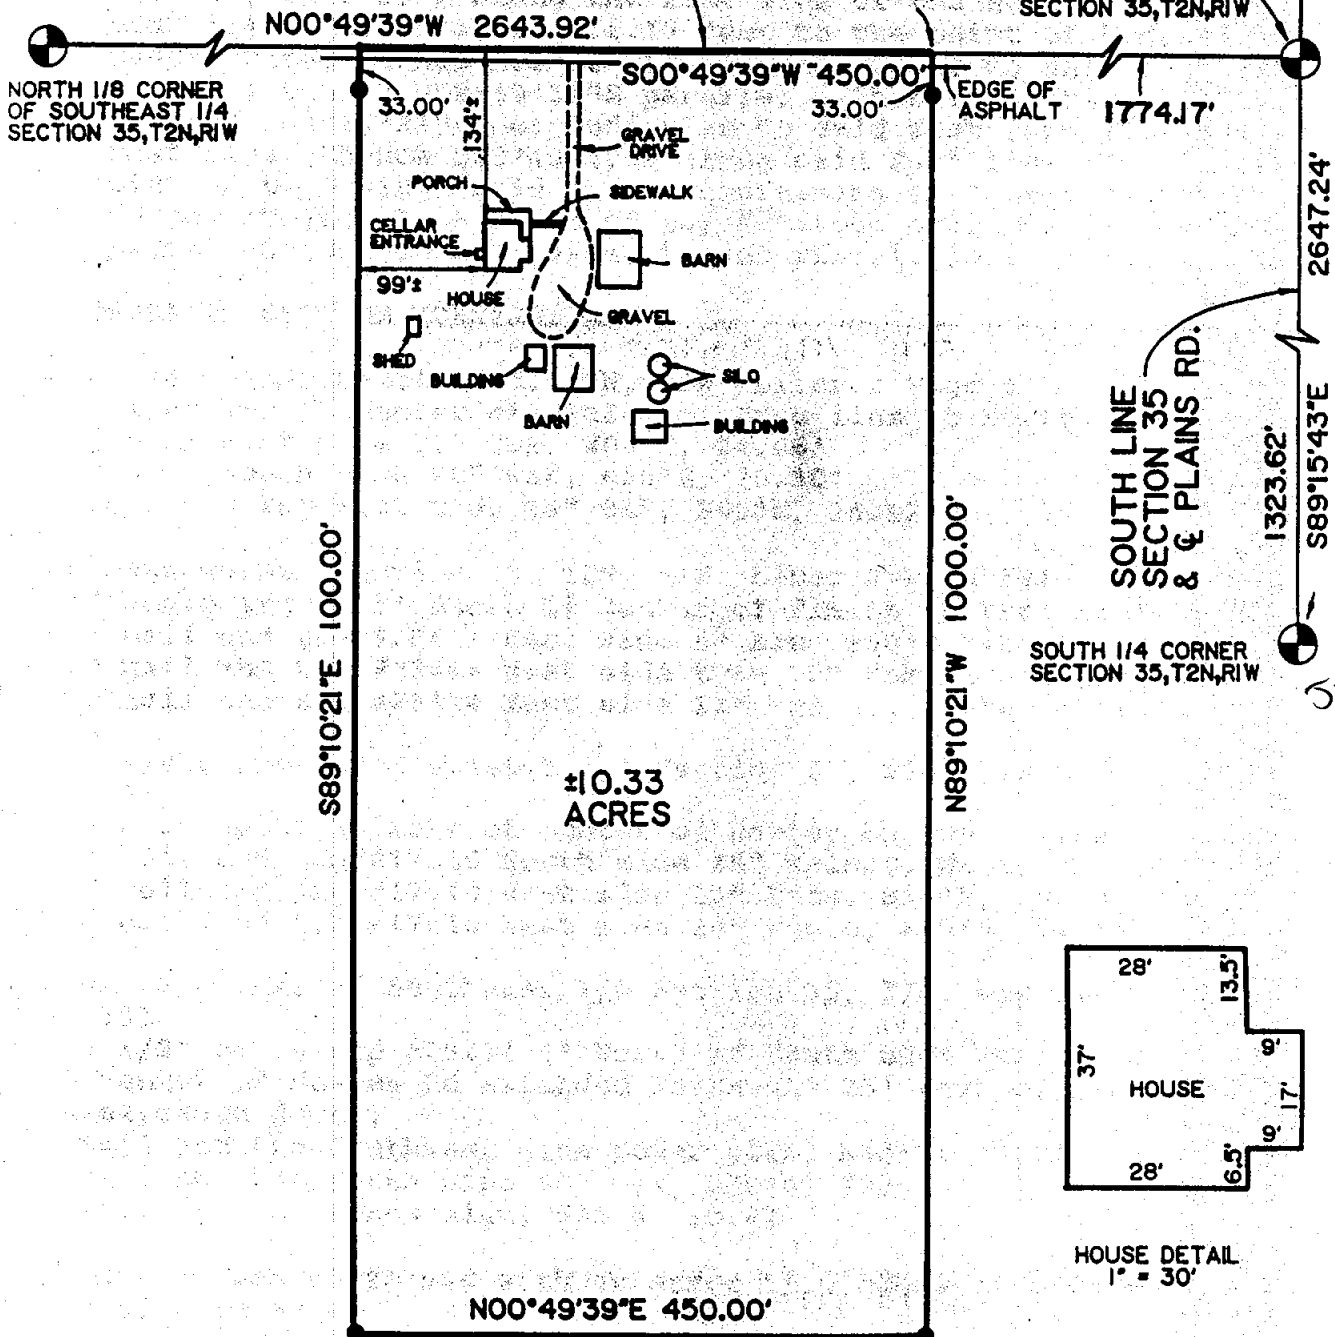 SECTION 35,T2N,R1W
N00°49'39"W 2643.92'
NORTH 1/8 CORNER
OF SOUTHEAST 1/4
SECTION 35,T2N,R1W
S00°49'39"W 450.00'
33.00'
33.00'
EDGE OF
ASPHALT
1774.17'
134'±
GRAVEL
DRIVE
PORCH
SIDEWALK
CELLAR
ENTRANCE
BARN
99'±
HOUSE
GRAVEL
SHED
BUILDING
BARN
SILO
BUILDING
2647.24'
SOUTH LINE
SECTION 35
& ℄ PLAINS RD.
1323.62'
S89°15'43"E
S89°10'21"E 1000.00'
N89°10'21"W 1000.00'
SOUTH 1/4 CORNER
SECTION 35,T2N,R1W
±10.33
ACRES
28'
13.5'
37'
9'
HOUSE
17'
9'
28'
6.5'
HOUSE DETAIL
1" = 30'
N00°49'39"E 450.00'